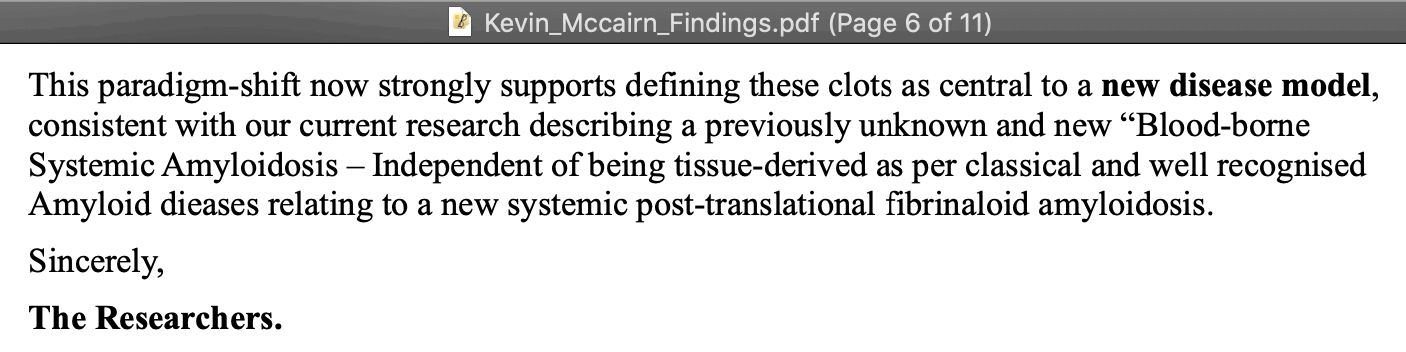 Kevin_Mccairn_Findings.pdf (Page 6 of 11)
This paradigm-shift now strongly supports defining these clots as central to a new disease model,
consistent with our current research describing a previously unknown and new “Blood-borne
Systemic Amyloidosis – Independent of being tissue-derived as per classical and well recognised
Amyloid dieases relating to a new systemic post-translational fibrinaloid amyloidosis.
Sincerely,
The Researchers.